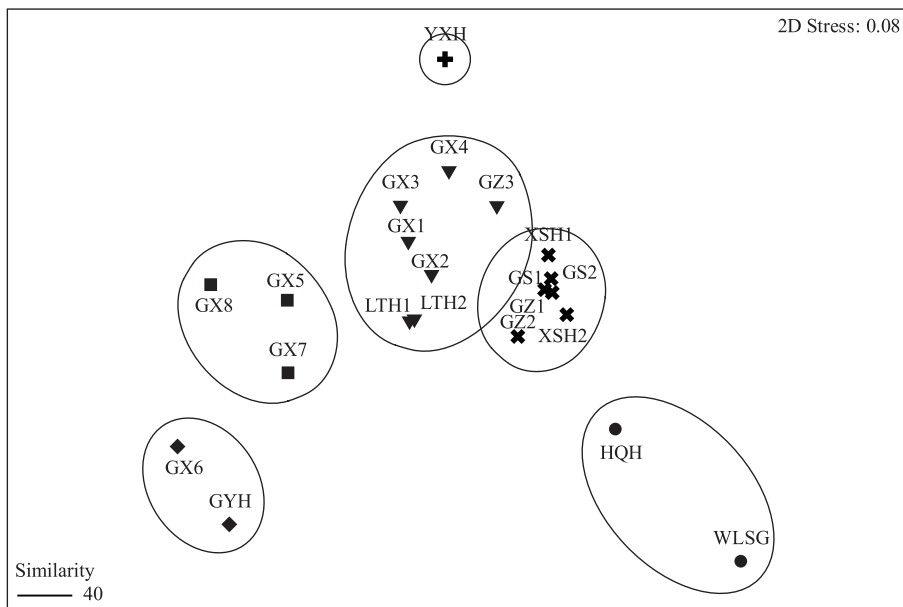 2D Stress: 0.08
YXH
GX4
GX3
GZ3
GX1
XSH1
GX2
GS1
GS2
GX5
GX8
LTH1
LTH2
GZ1
GZ2
XSH2
GX7
HQH
GX6
GYH
WLSG
Similarity
40